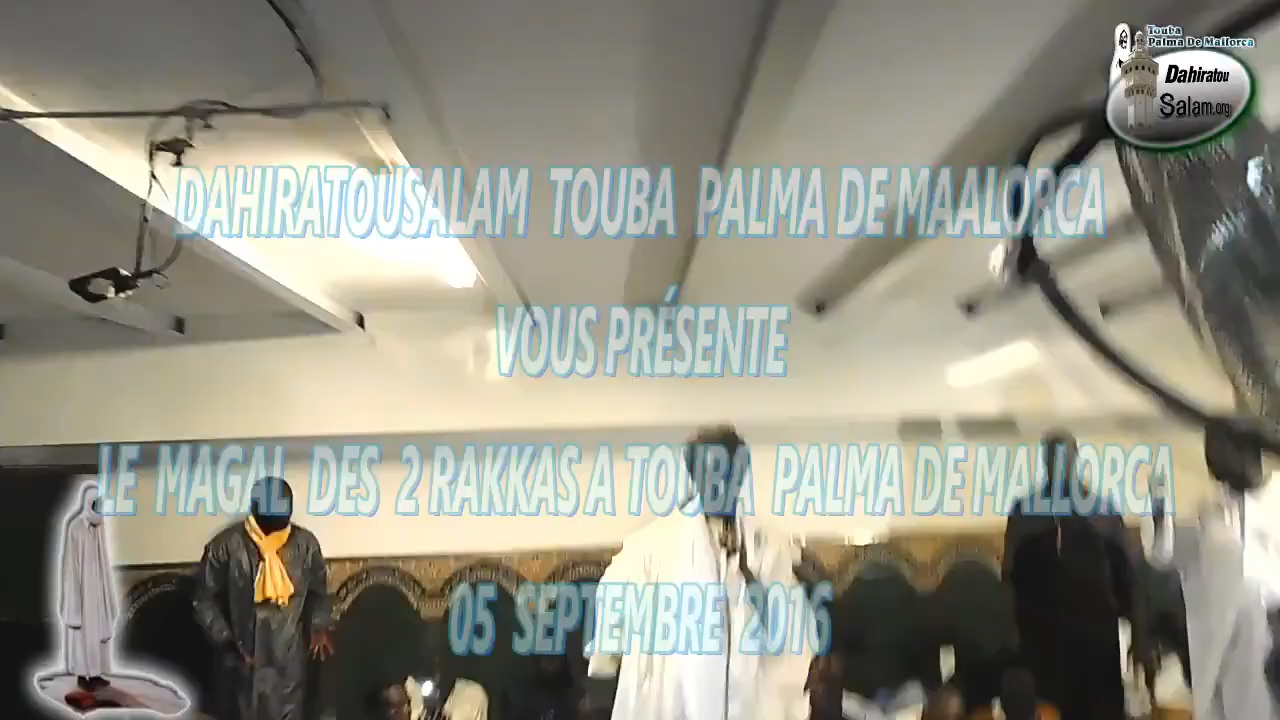 Touba
Palma De Mallorca
Dahiratou
Salam.org
DAHIRATOUSALAM TOUBA PALMA DE MAALORCA
VOUS PRÉSENTE
LE MAGAL DES 2 RAKKAS A TOUBA PALMA DE MALLORCA
05 SEPTEMBRE 2016